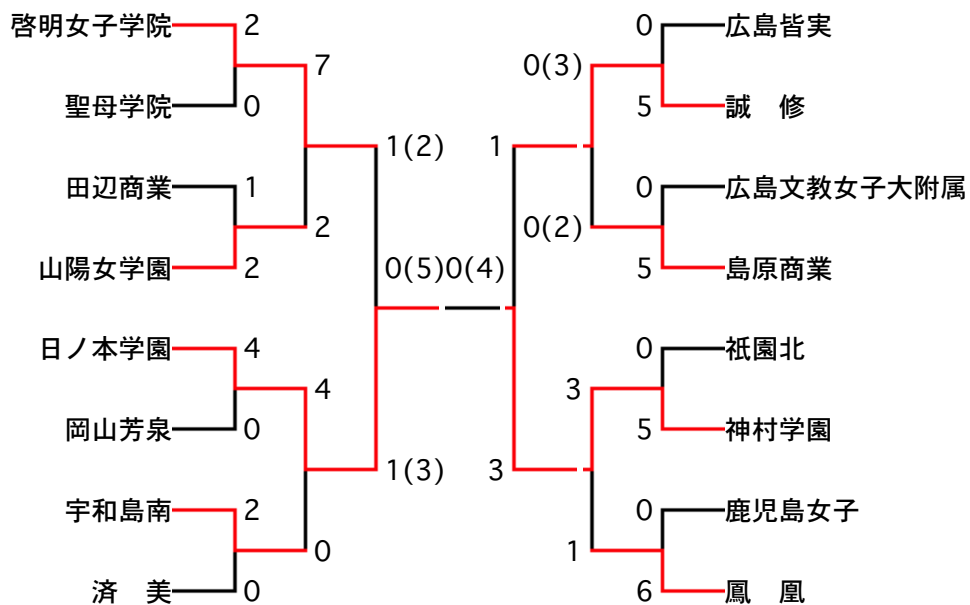 啓明女子学院 2 0 広島皆実
7 0(3)
聖母学院 0 5 誠　修
1(2) 1
田辺商業 1 0 広島文教女子大附属
2 0(2)
山陽女学園 2 0(5) 0(4) 5 島原商業
日ノ本学園 4 0 祇園北
4 3
岡山芳泉 0 5 神村学園
1(3) 3
宇和島南 2 0 鹿児島女子
0 1
済　美 0 6 鳳　凰